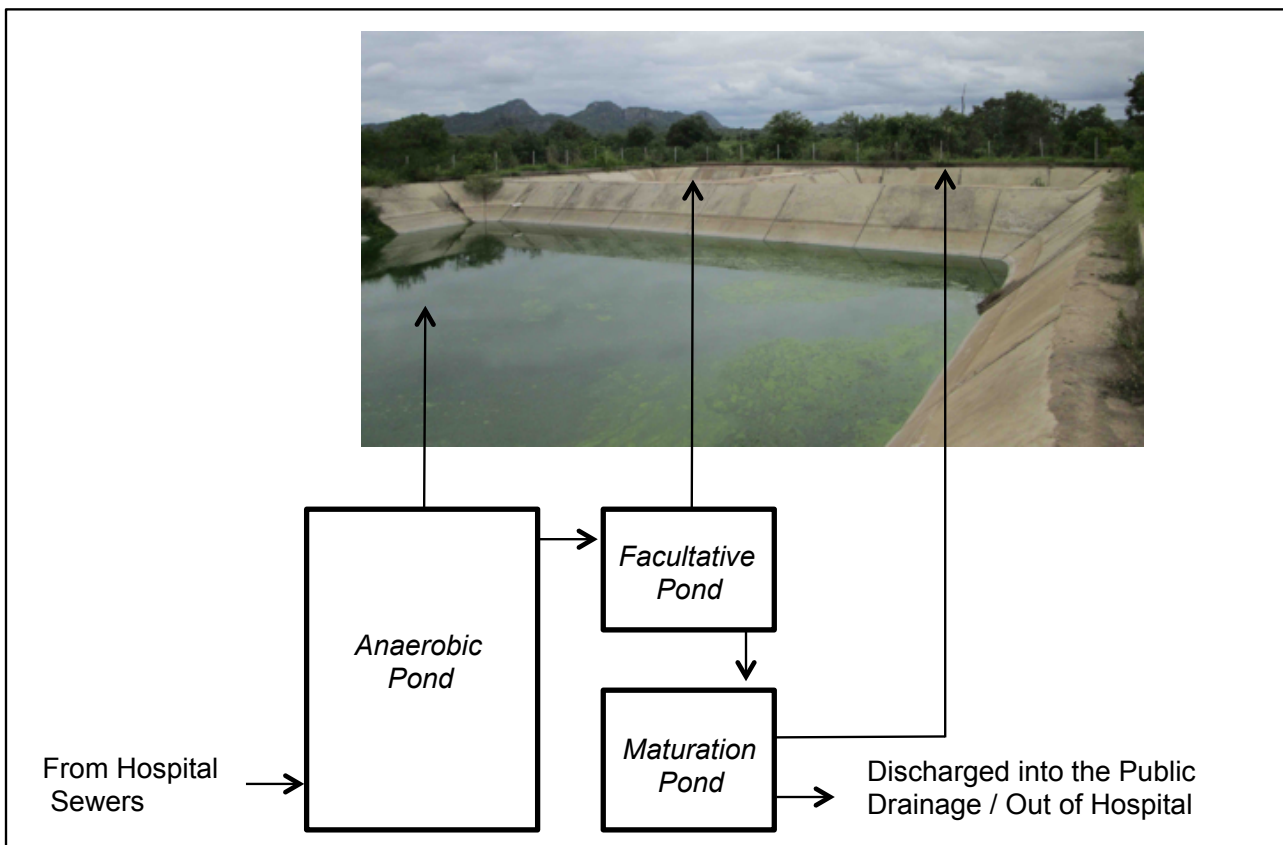 Facultative
Pond
Anaerobic
Pond
Maturation
Pond
From Hospital
Sewers
Discharged into the Public
Drainage / Out of Hospital